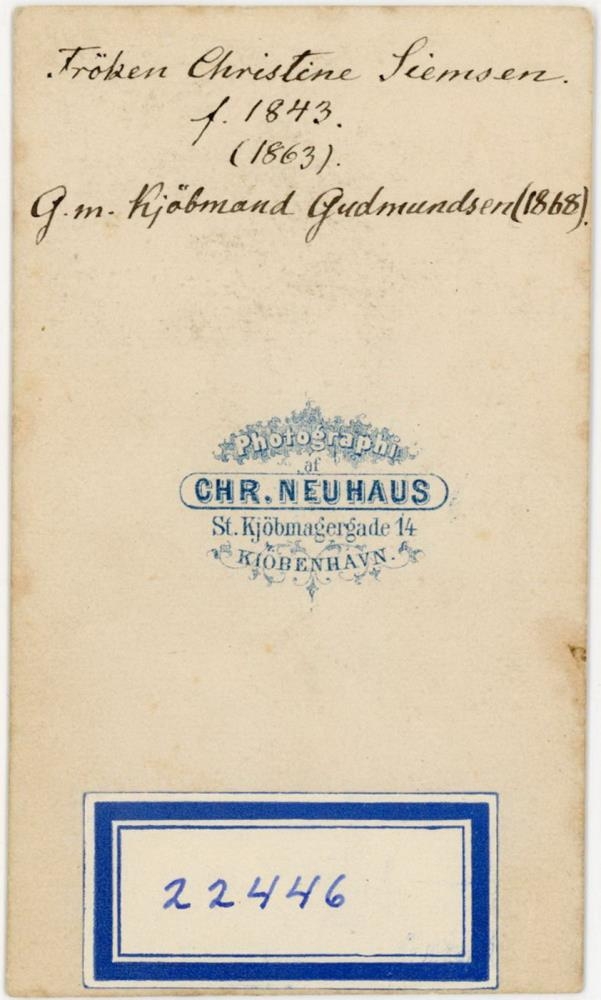 Fröken Christine Siemsen.
f. 1843.
(1863).
G. m. Kjöbmand Gudmundsen (1868).
Photographi
af
CHR. NEUHAUS
St. Kjöbmagergade 14
KIÖBENHAVN.
22446